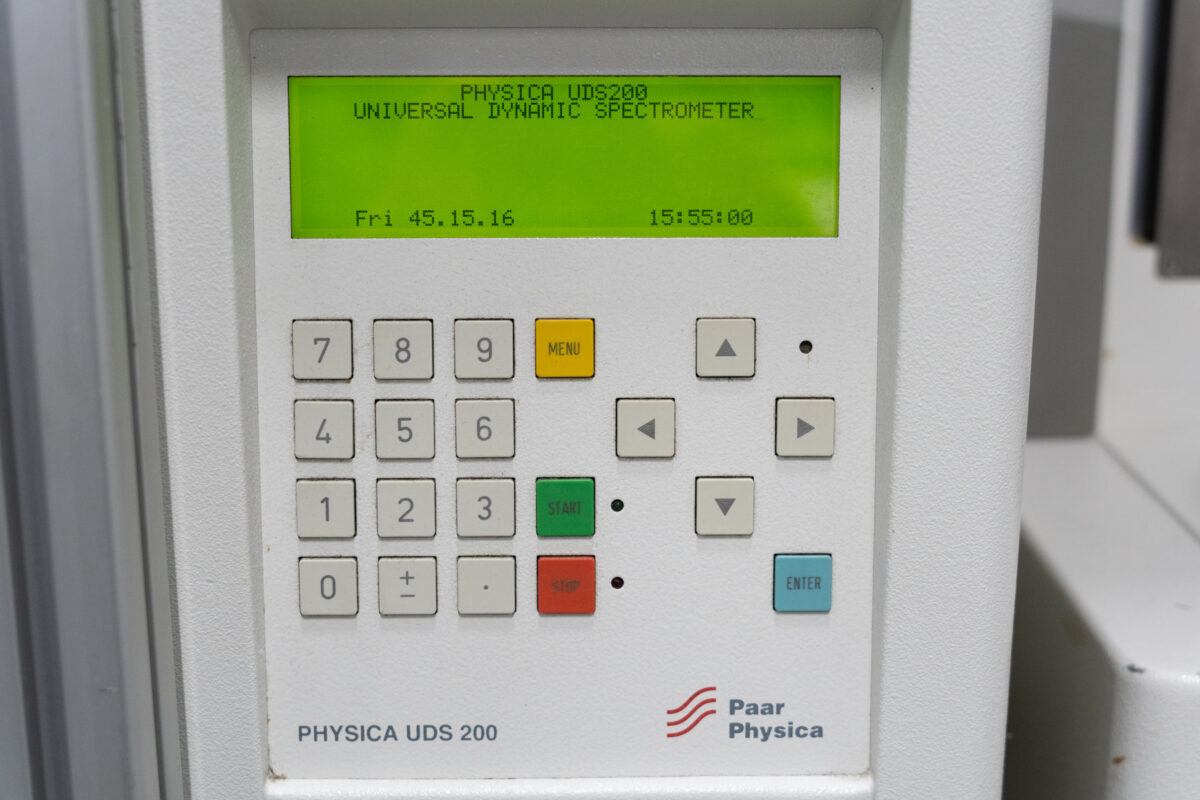 PHYSICA UDS200
UNIVERSAL DYNAMIC SPECTROMETER_
Fri 45.15.16 15:55:00
7 8 9 MENU ▲
4 5 6 ◀ ▶
1 2 3 START ▼
0 +− . STOP ENTER
PHYSICA UDS 200
Paar
Physica